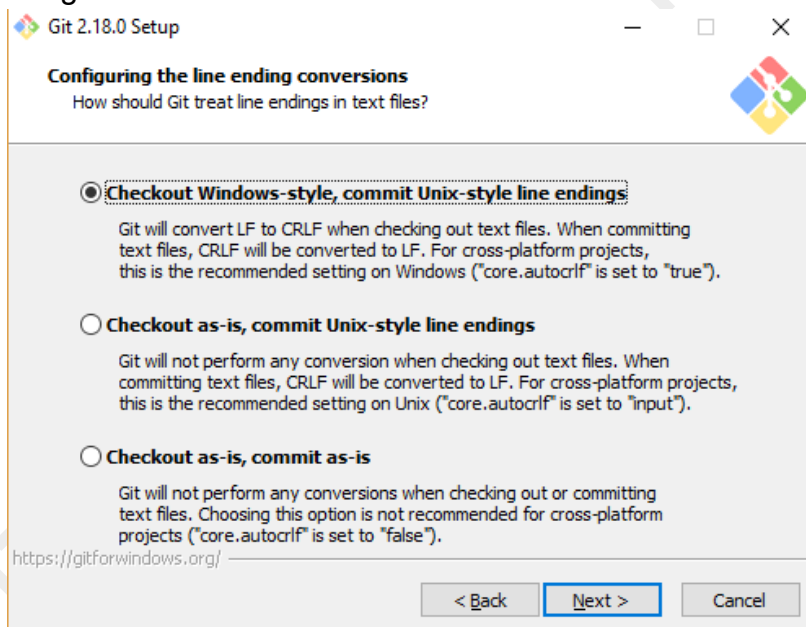 Git 2.18.0 Setup
Configuring the line ending conversions
How should Git treat line endings in text files?
Checkout Windows-style, commit Unix-style line endings
Git will convert LF to CRLF when checking out text files. When committing
text files, CRLF will be converted to LF. For cross-platform projects,
this is the recommended setting on Windows ("core.autocrlf" is set to "true").
Checkout as-is, commit Unix-style line endings
Git will not perform any conversion when checking out text files. When
committing text files, CRLF will be converted to LF. For cross-platform projects,
this is the recommended setting on Unix ("core.autocrlf" is set to "input").
Checkout as-is, commit as-is
Git will not perform any conversions when checking out or committing
text files. Choosing this option is not recommended for cross-platform
projects ("core.autocrlf" is set to "false").
https://gitforwindows.org/
< Back Next > Cancel